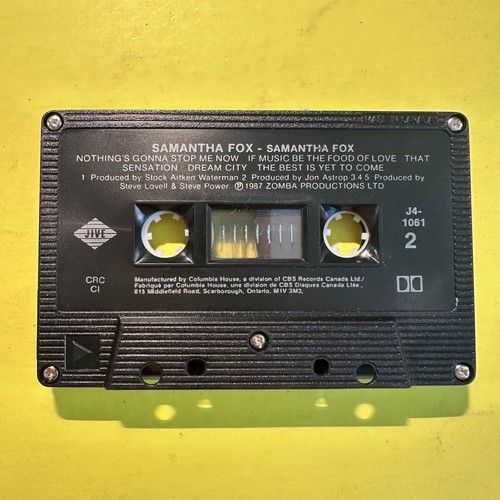 SAMANTHA FOX - SAMANTHA FOX
NOTHING'S GONNA STOP ME NOW IF MUSIC BE THE FOOD OF LOVE THAT
SENSATION DREAM CITY THE BEST IS YET TO COME
1 Produced by Stock Aitken Waterman 2 Produced by Jon Astrop 3 4 5 Produced by
Steve Lovell & Steve Power ℗ 1987 ZOMBA PRODUCTIONS LTD
JIVE
J4-
1061
2
CRC
CI
Manufactured by Columbia House, a division of CBS Records Canada Ltd./
Fabriqué par Columbia House, une division de CBS Disques Canada Ltée.,
815 Middlefield Road, Scarborough, Ontario, M1V 3M3,